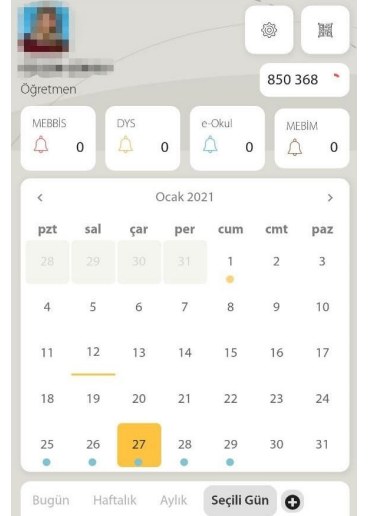 850 368
Öğretmen
MEBBİS DYS e-Okul MEBİM
0 0 0 0
< Ocak 2021 >
pzt sal çar per cum cmt paz
28 29 30 31 1 2 3
4 5 6 7 8 9 10
11 12 13 14 15 16 17
18 19 20 21 22 23 24
25 26 27 28 29 30 31
Bugün Haftalık Aylık Seçili Gün